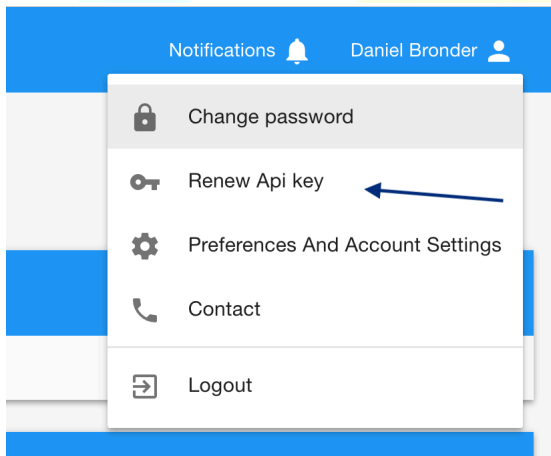 Notifications Daniel Bronder
Change password
Renew Api key
Preferences And Account Settings
Contact
Logout